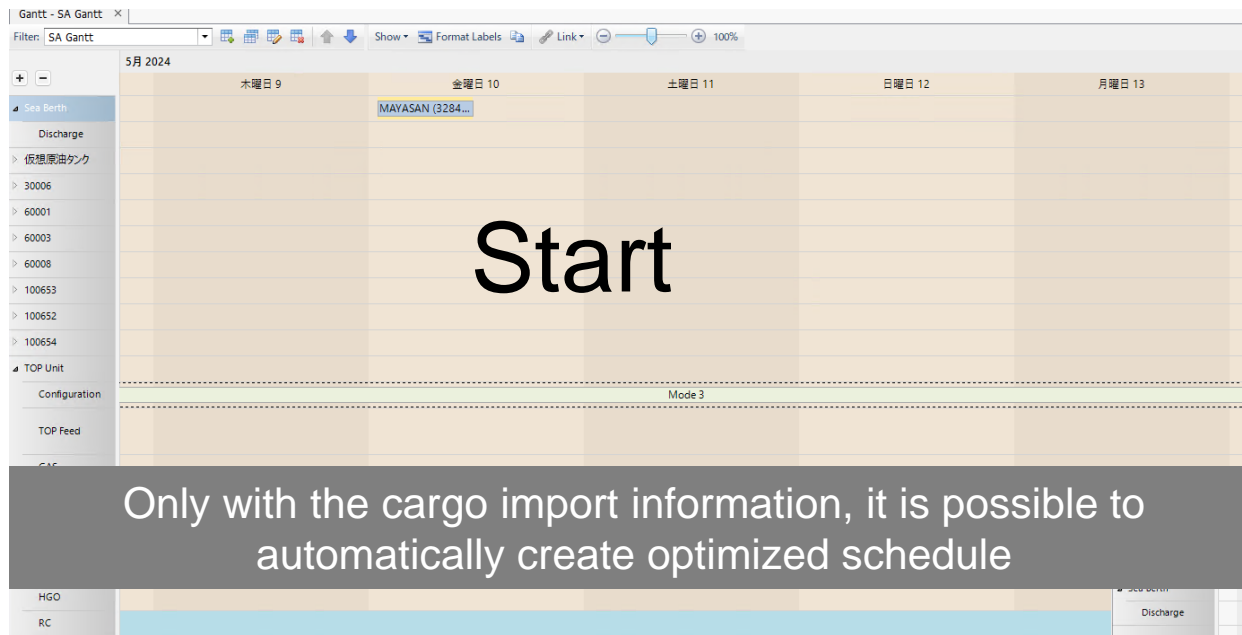 Gantt - SA Gantt ×
Filter: SA Gantt Show Format Labels Link 100%
5月 2024
木曜日 9 金曜日 10 土曜日 11 日曜日 12 月曜日 13
Sea Berth MAYASAN (3284...
Discharge
仮想原油タンク
30006
60001
60003
60008
100653
100652
100654
Start
TOP Unit
Configuration Mode 3
TOP Feed
Only with the cargo import information, it is possible to
automatically create optimized schedule
HGO
Discharge
RC